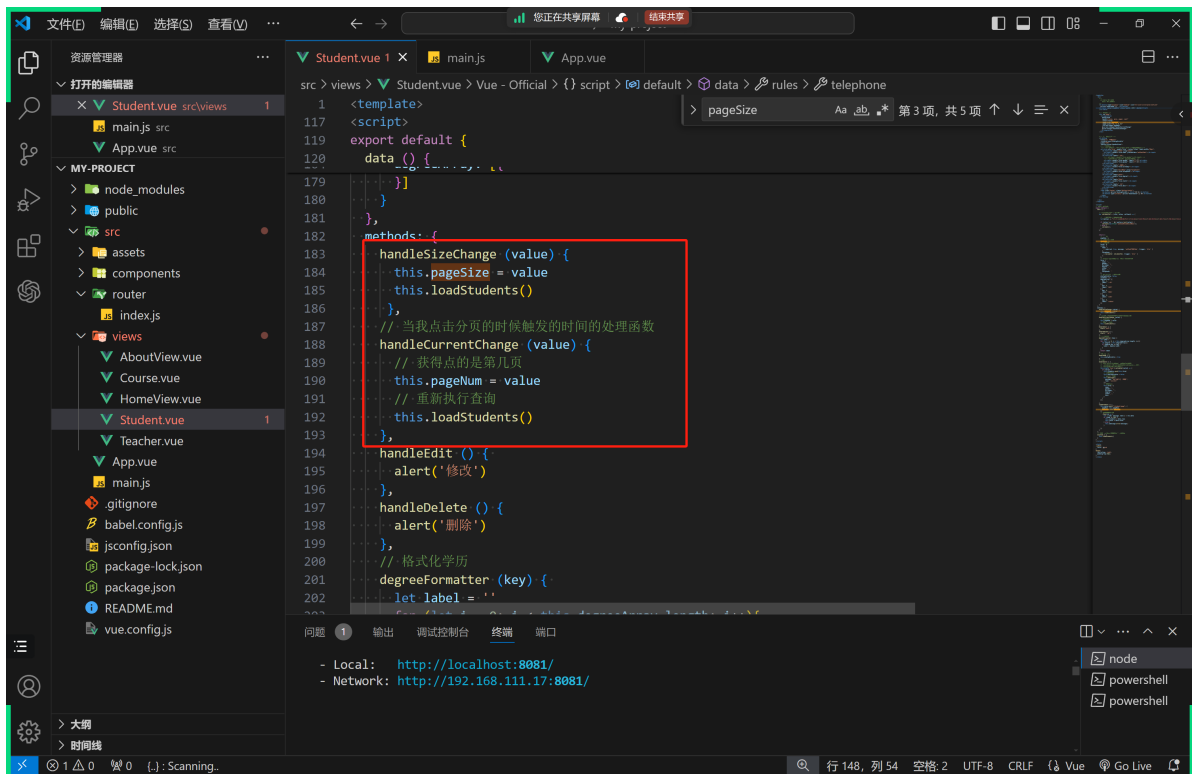 文件(F) 编辑(E) 选择(S) 查看(V) ···
您正在共享屏幕 结束共享
资源管理器 ···
打开的编辑器
Student.vue src\views 1
main.js src
App.vue src
MY-PROJECT
node_modules
public
src
assets
components
router
index.js
views
AboutView.vue
Course.vue
HomeView.vue
Student.vue 1
Teacher.vue
App.vue
main.js
.gitignore
babel.config.js
jsconfig.json
package-lock.json
package.json
README.md
vue.config.js
大纲
时间线
Student.vue 1 main.js App.vue
src > views > Student.vue > Vue - Official > {} script > default > data > rules > telephone
pageSize Aa ab .* 第 3 项, 共 5 项
1 <template>
117 <script>
119 export default {
120 data () {
179 }]
180 }
181 },
182 methods: {
183 handleSizeChange (value) {
184 this.pageSize = value
185 this.loadStudents()
186 },
187 // 当我点击分页的时候触发的时间的处理函数
188 handleCurrentChange (value) {
189 // 获得点的是第几页
190 this.pageNum = value
191 // 重新执行查询
192 this.loadStudents()
193 },
194 handleEdit () {
195 alert('修改')
196 },
197 handleDelete () {
198 alert('删除')
199 },
200 // 格式化学历
201 degreeFormatter (key) {
202 let label = ''
问题 1 输出 调试控制台 终端 端口
- Local: http://localhost:8081/
- Network: http://192.168.111.17:8081/
node
powershell
powershell
1 0 0 {..} : Scanning.. 行 148, 列 54 空格: 2 UTF-8 CRLF Vue Go Live